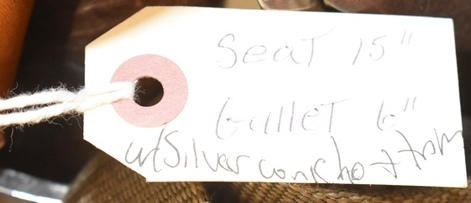 Seat 15"
Gullet 6"
w/Silver concho + trim